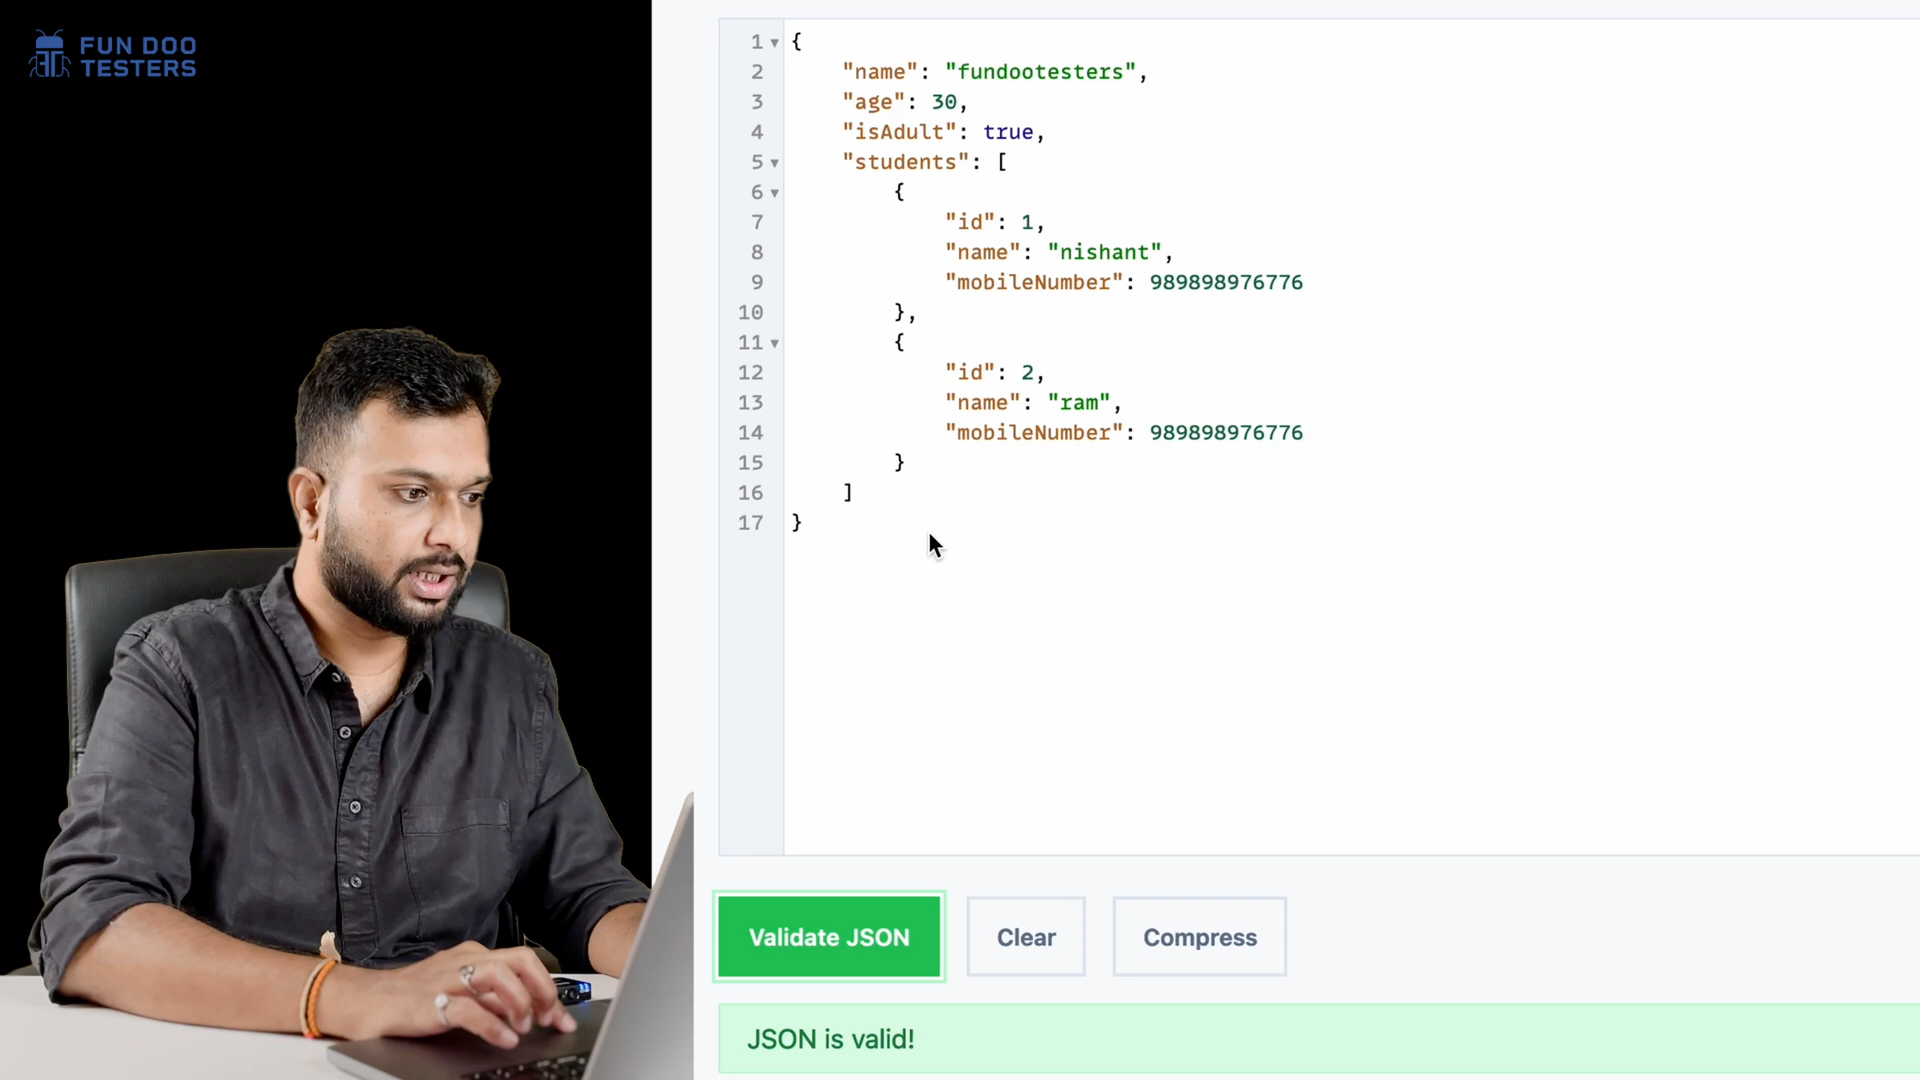 FUN DOO
TESTERS
1 {
2 "name": "fundootesters",
3 "age": 30,
4 "isAdult": true,
5 "students": [
6 {
7 "id": 1,
8 "name": "nishant",
9 "mobileNumber": 989898976776
10 },
11 {
12 "id": 2,
13 "name": "ram",
14 "mobileNumber": 989898976776
15 }
16 ]
17 }
Validate JSON Clear Compress
JSON is valid!